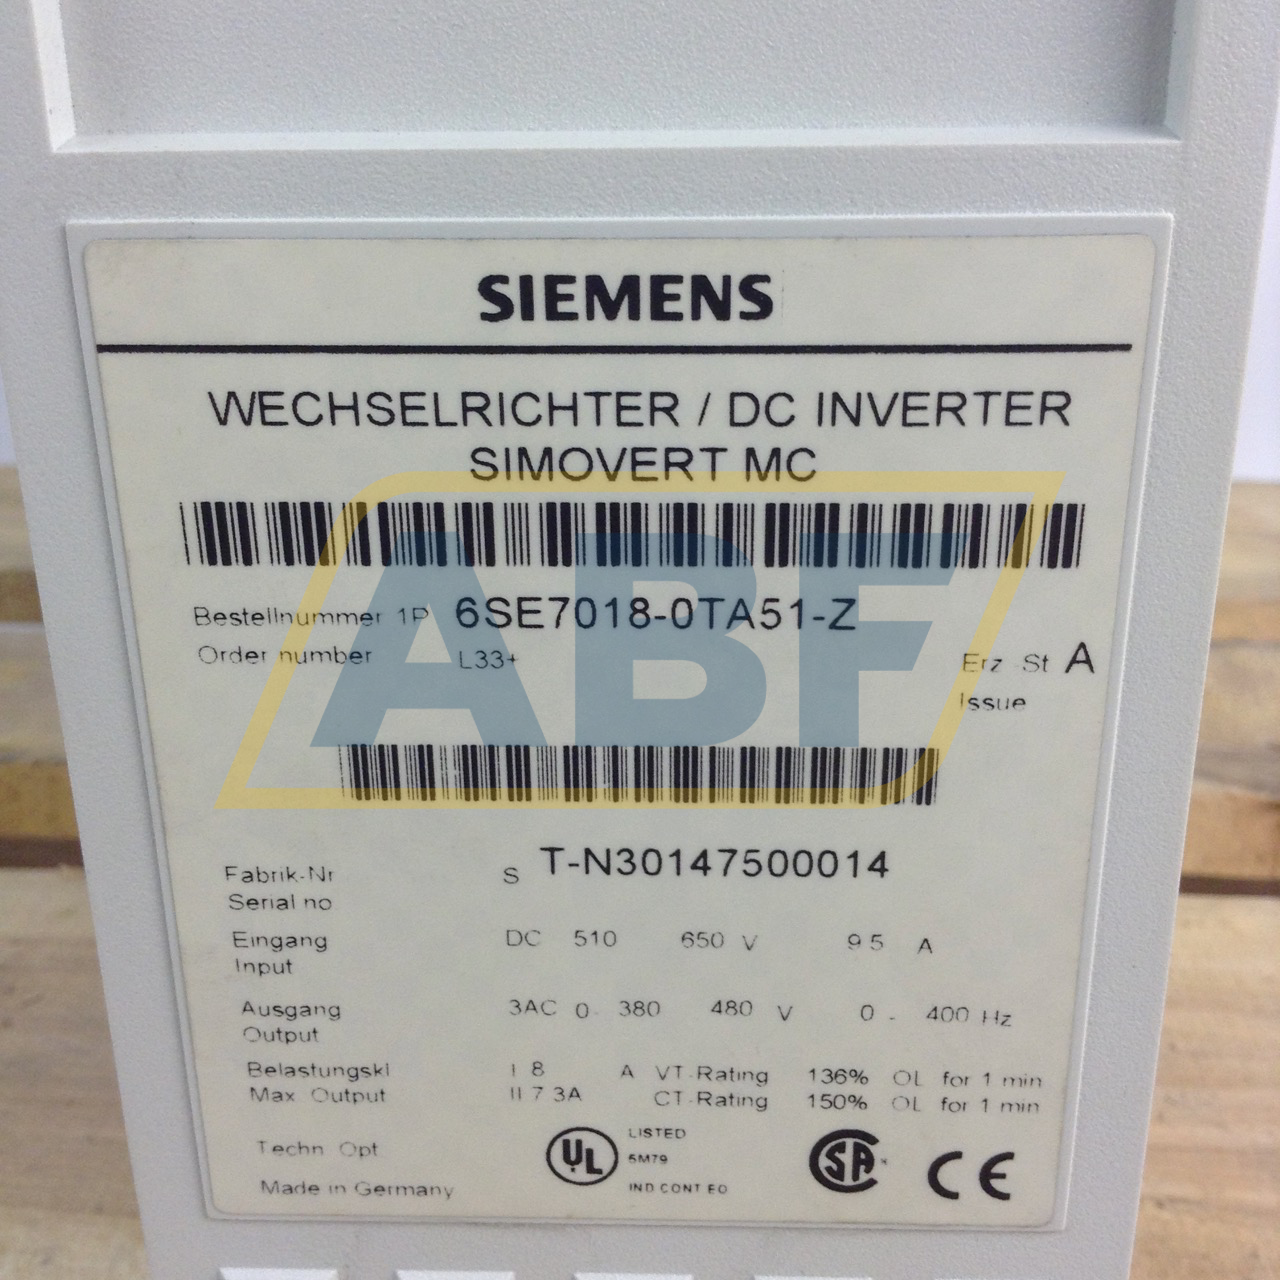 SIEMENS
WECHSELRICHTER / DC INVERTER
SIMOVERT MC
Bestellnummer 1P 6SE7018-0TA51-Z
Order number L33+
Erz St A
Issue
ABF
Fabrik-Nr S T-N30147500014
Serial no
Eingang DC 510 650 V 9 5 A
Input
Ausgang 3AC 0- 380 480 V 0 - 400 Hz
Output
Belastungskl I 8 A VT-Rating 136% OL for 1 min
Max Output II 7 3A CT-Rating 150% OL for 1 min
Techn Opt
UL LISTED
5M79
IND CONT EQ
SA
CE
Made in Germany